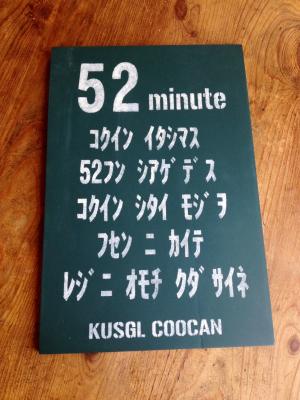 52 minute
コクイン イタシマス
52フン シアゲデス
コクイン シタイ モジヲ
フセン ニ カイテ
レジニ オモチ クダサイネ
KUSGL COOCAN